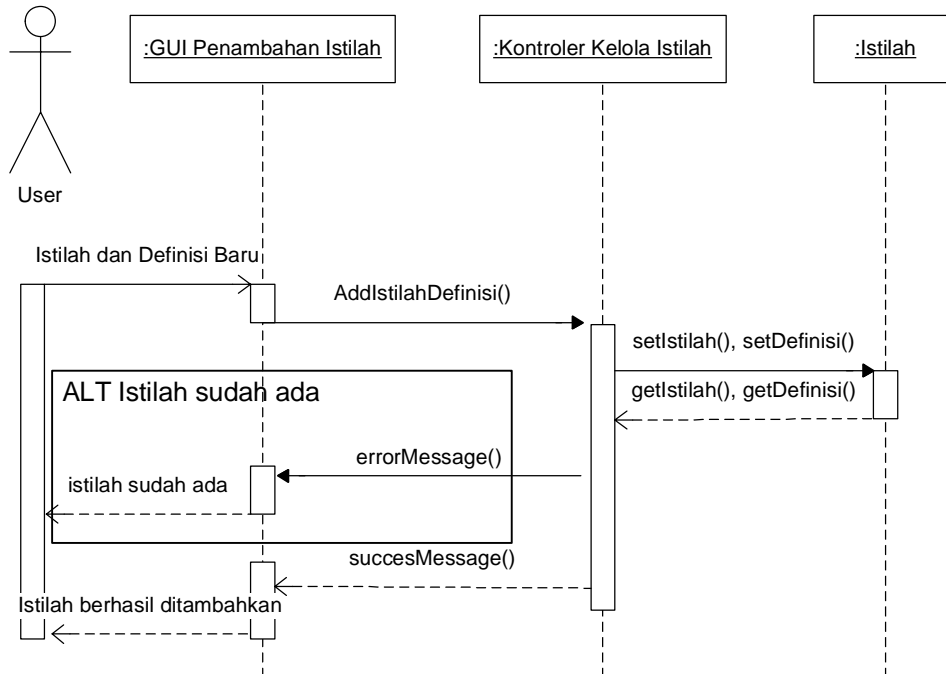 :GUI Penambahan Istilah
:Kontroler Kelola Istilah
:Istilah
User
Istilah dan Definisi Baru
AddIstilahDefinisi()
setIstilah(), setDefinisi()
getIstilah(), getDefinisi()
ALT Istilah sudah ada
errorMessage()
istilah sudah ada
succesMessage()
Istilah berhasil ditambahkan